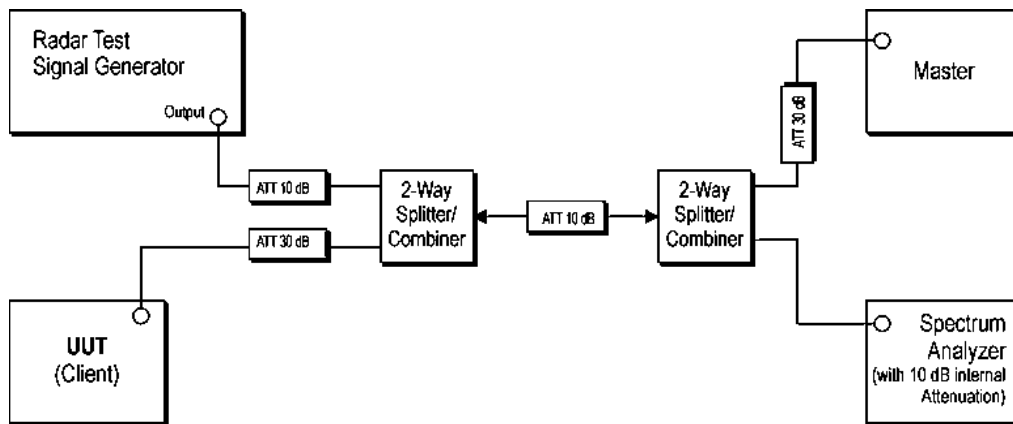 Radar Test
Signal Generator
Output
ATT 10 dB
ATT 30 dB
UUT
(Client)
2-Way
Splitter/
Combiner
ATT 10 dB
2-Way
Splitter/
Combiner
ATT 30 dB
Master
Spectrum
Analyzer
(with 10 dB internal
Attenuation)